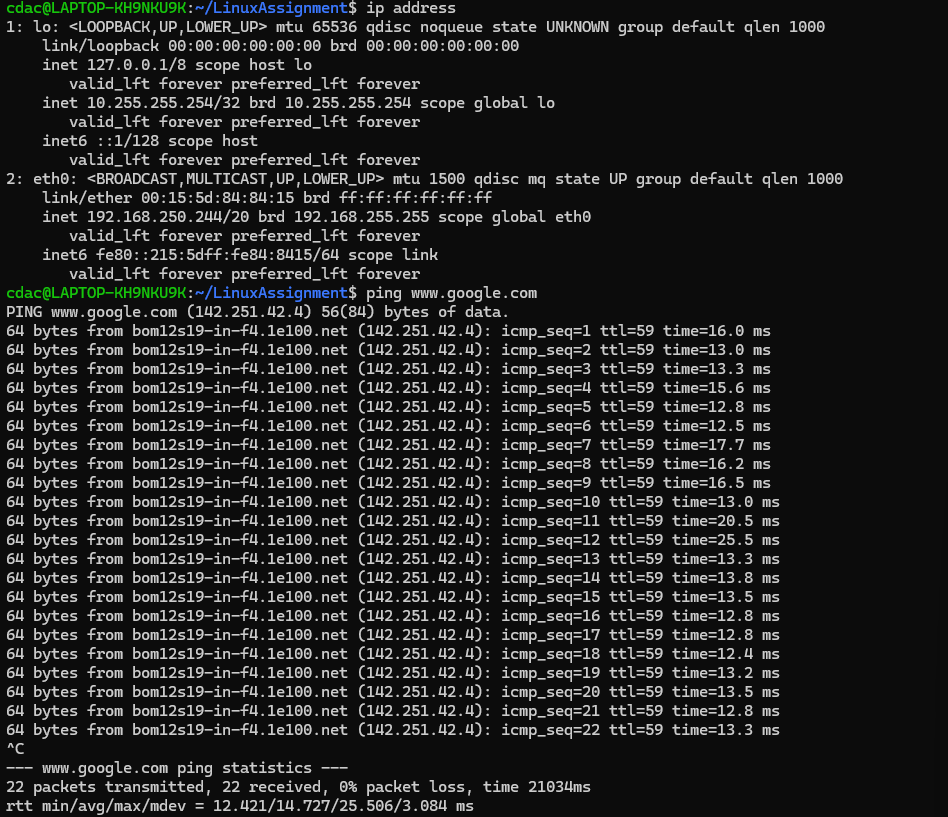 cdac@LAPTOP-KH9NKU9K:~/LinuxAssignment$ ip address
1: lo: <LOOPBACK,UP,LOWER_UP> mtu 65536 qdisc noqueue state UNKNOWN group default qlen 1000
    link/loopback 00:00:00:00:00:00 brd 00:00:00:00:00:00
    inet 127.0.0.1/8 scope host lo
       valid_lft forever preferred_lft forever
    inet 10.255.255.254/32 brd 10.255.255.254 scope global lo
       valid_lft forever preferred_lft forever
    inet6 ::1/128 scope host
       valid_lft forever preferred_lft forever
2: eth0: <BROADCAST,MULTICAST,UP,LOWER_UP> mtu 1500 qdisc mq state UP group default qlen 1000
    link/ether 00:15:5d:84:84:15 brd ff:ff:ff:ff:ff:ff
    inet 192.168.250.244/20 brd 192.168.255.255 scope global eth0
       valid_lft forever preferred_lft forever
    inet6 fe80::215:5dff:fe84:8415/64 scope link
       valid_lft forever preferred_lft forever
cdac@LAPTOP-KH9NKU9K:~/LinuxAssignment$ ping www.google.com
PING www.google.com (142.251.42.4) 56(84) bytes of data.
64 bytes from bom12s19-in-f4.1e100.net (142.251.42.4): icmp_seq=1 ttl=59 time=16.0 ms
64 bytes from bom12s19-in-f4.1e100.net (142.251.42.4): icmp_seq=2 ttl=59 time=13.0 ms
64 bytes from bom12s19-in-f4.1e100.net (142.251.42.4): icmp_seq=3 ttl=59 time=13.3 ms
64 bytes from bom12s19-in-f4.1e100.net (142.251.42.4): icmp_seq=4 ttl=59 time=15.6 ms
64 bytes from bom12s19-in-f4.1e100.net (142.251.42.4): icmp_seq=5 ttl=59 time=12.8 ms
64 bytes from bom12s19-in-f4.1e100.net (142.251.42.4): icmp_seq=6 ttl=59 time=12.5 ms
64 bytes from bom12s19-in-f4.1e100.net (142.251.42.4): icmp_seq=7 ttl=59 time=17.7 ms
64 bytes from bom12s19-in-f4.1e100.net (142.251.42.4): icmp_seq=8 ttl=59 time=16.2 ms
64 bytes from bom12s19-in-f4.1e100.net (142.251.42.4): icmp_seq=9 ttl=59 time=16.5 ms
64 bytes from bom12s19-in-f4.1e100.net (142.251.42.4): icmp_seq=10 ttl=59 time=13.0 ms
64 bytes from bom12s19-in-f4.1e100.net (142.251.42.4): icmp_seq=11 ttl=59 time=20.5 ms
64 bytes from bom12s19-in-f4.1e100.net (142.251.42.4): icmp_seq=12 ttl=59 time=25.5 ms
64 bytes from bom12s19-in-f4.1e100.net (142.251.42.4): icmp_seq=13 ttl=59 time=13.3 ms
64 bytes from bom12s19-in-f4.1e100.net (142.251.42.4): icmp_seq=14 ttl=59 time=13.8 ms
64 bytes from bom12s19-in-f4.1e100.net (142.251.42.4): icmp_seq=15 ttl=59 time=13.5 ms
64 bytes from bom12s19-in-f4.1e100.net (142.251.42.4): icmp_seq=16 ttl=59 time=12.8 ms
64 bytes from bom12s19-in-f4.1e100.net (142.251.42.4): icmp_seq=17 ttl=59 time=12.8 ms
64 bytes from bom12s19-in-f4.1e100.net (142.251.42.4): icmp_seq=18 ttl=59 time=12.4 ms
64 bytes from bom12s19-in-f4.1e100.net (142.251.42.4): icmp_seq=19 ttl=59 time=13.2 ms
64 bytes from bom12s19-in-f4.1e100.net (142.251.42.4): icmp_seq=20 ttl=59 time=13.5 ms
64 bytes from bom12s19-in-f4.1e100.net (142.251.42.4): icmp_seq=21 ttl=59 time=12.8 ms
64 bytes from bom12s19-in-f4.1e100.net (142.251.42.4): icmp_seq=22 ttl=59 time=13.3 ms
^C
--- www.google.com ping statistics ---
22 packets transmitted, 22 received, 0% packet loss, time 21034ms
rtt min/avg/max/mdev = 12.421/14.727/25.506/3.084 ms